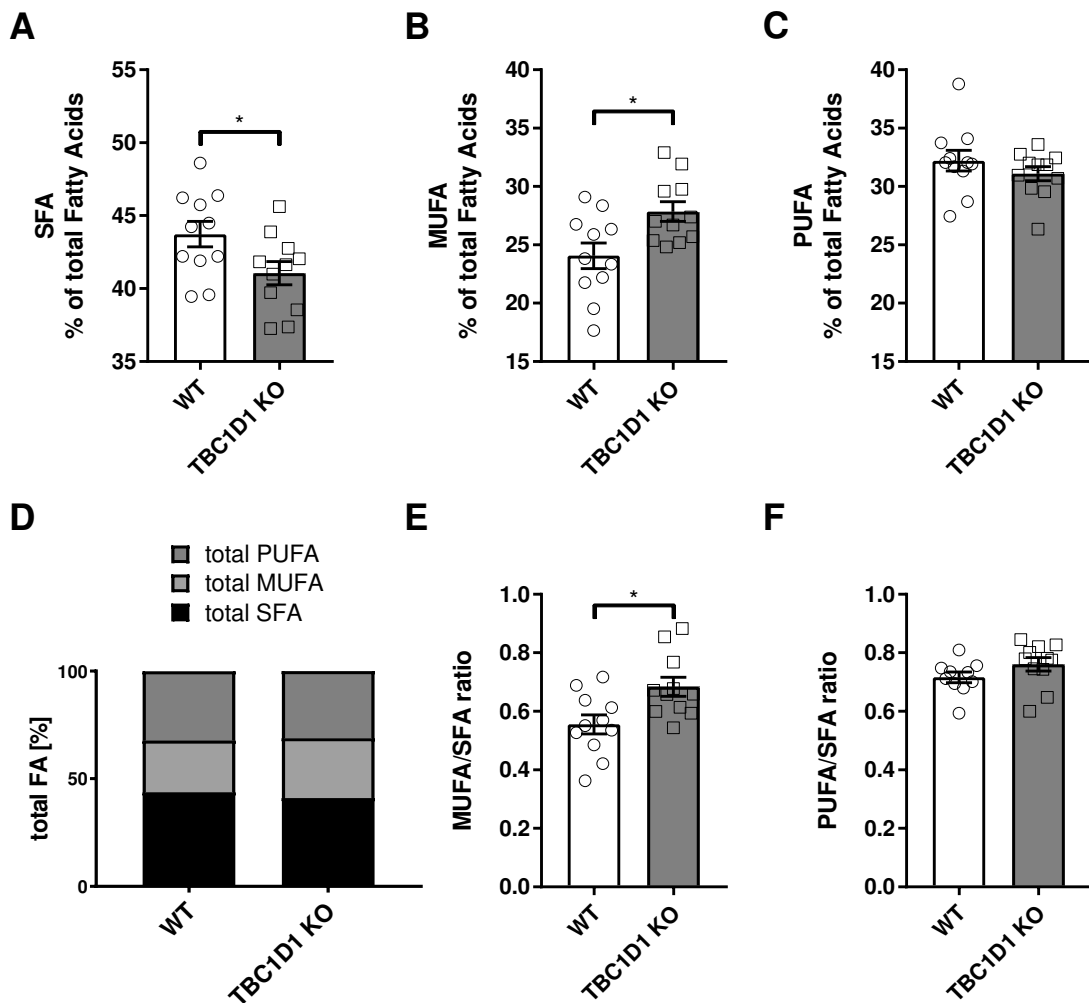 A
SFA
% of total Fatty Acids
55
50
45
40
35
*
WT
TBC1D1 KO
B
MUFA
% of total Fatty Acids
40
35
30
25
20
15
*
WT
TBC1D1 KO
C
PUFA
% of total Fatty Acids
40
35
30
25
20
15
WT
TBC1D1 KO
D
total PUFA
total MUFA
total SFA
total FA [%]
100
50
0
WT
TBC1D1 KO
E
MUFA/SFA ratio
1.0
0.8
0.6
0.4
0.2
0.0
*
WT
TBC1D1 KO
F
PUFA/SFA ratio
1.0
0.8
0.6
0.4
0.2
0.0
WT
TBC1D1 KO